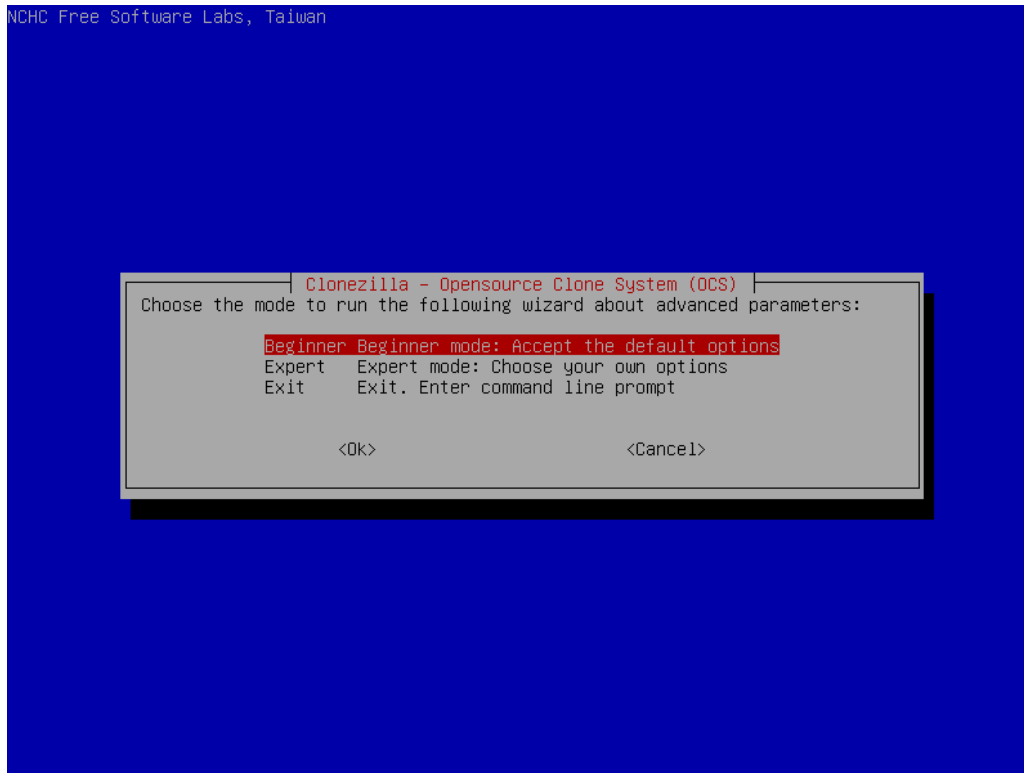 NCHC Free Software Labs, Taiwan
Clonezilla - Opensource Clone System (OCS)
Choose the mode to run the following wizard about advanced parameters:
Beginner Beginner mode: Accept the default options
Expert Expert mode: Choose your own options
Exit Exit. Enter command line prompt
<Ok> <Cancel>